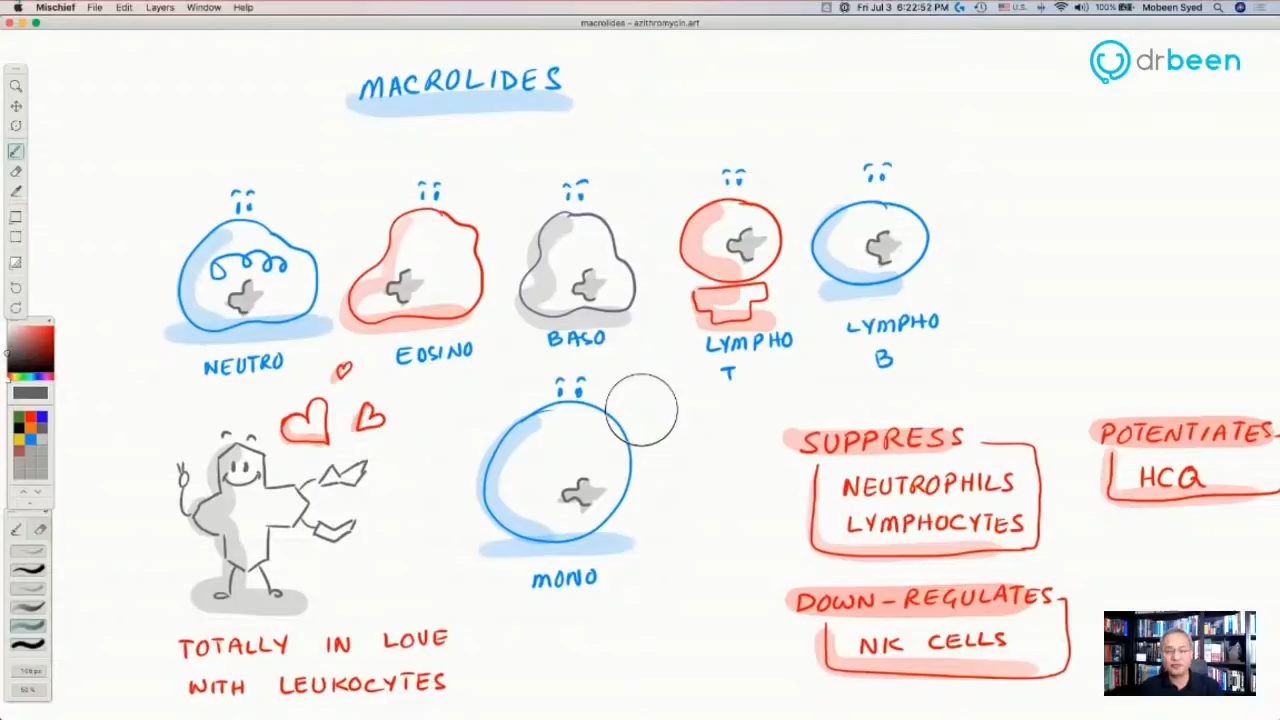 Mischief File Edit Layers Window Help
U.S. 100% Fri Jul 3 6:22:52 PM Mobeen Syed
macrolides – azithromycin.art
drbeen
MACROLIDES
NEUTRO
EOSINO
BASO
LYMPHO
T
LYMPHO
B
MONO
TOTALLY IN LOVE
WITH LEUKOCYTES
SUPPRESS
NEUTROPHILS
LYMPHOCYTES
POTENTIATES
HCQ
DOWN-REGULATES
NK CELLS
50 %